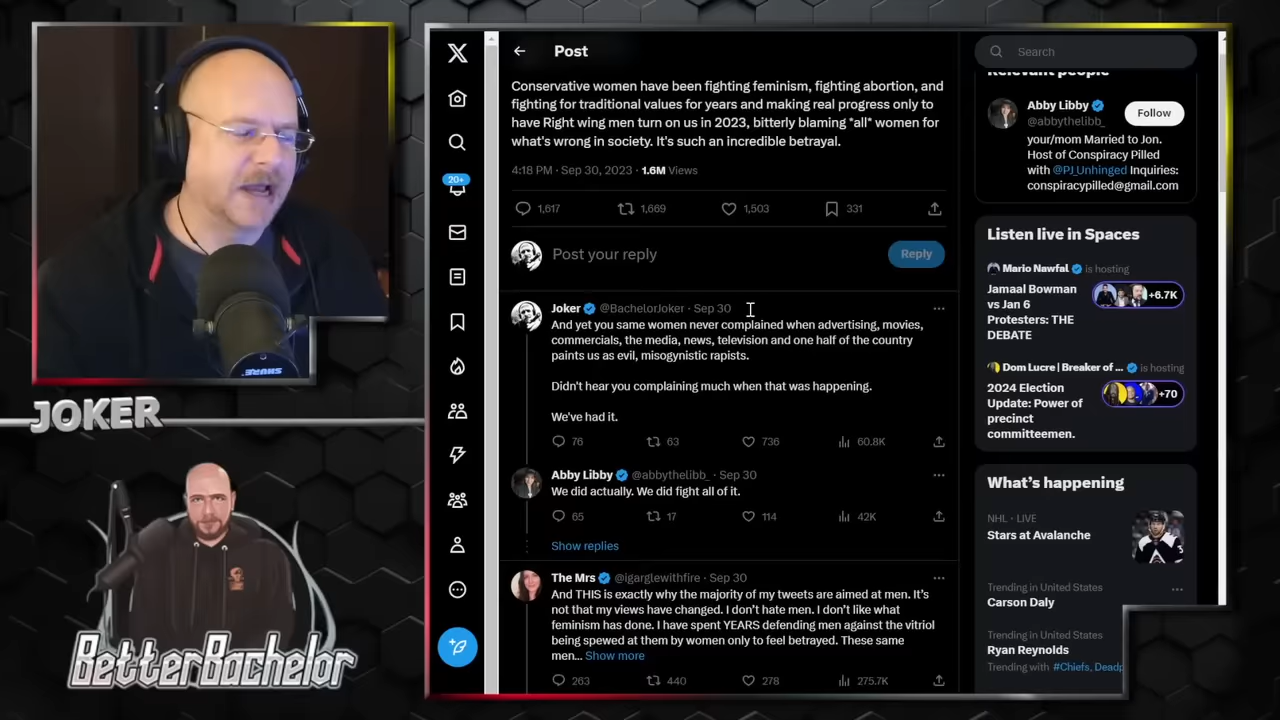 Post
Search
Conservative women have been fighting feminism, fighting abortion, and
fighting for traditional values for years and making real progress only to
have Right wing men turn on us in 2023, bitterly blaming *all* women for
what's wrong in society. It's such an incredible betrayal.
4:18 PM · Sep 30, 2023 · 1.6M Views
1,617 1,669 1,503 331
20+
Post your reply
Reply
Joker @BachelorJoker · Sep 30
And yet you same women never complained when advertising, movies,
commercials, the media, news, television and one half of the country
paints us as evil, misogynistic rapists.
Didn't hear you complaining much when that was happening.
We've had it.
76 63 736 60.8K
Abby Libby @abbythelibb_ · Sep 30
We did actually. We did fight all of it.
65 17 114 42K
Show replies
The Mrs @igarglewithfire · Sep 30
And THIS is exactly why the majority of my tweets are aimed at men. It's
not that my views have changed. I don't hate men. I don't like what
feminism has done. I have spent YEARS defending men against the vitriol
being spewed at them by women only to feel betrayed. These same
men... Show more
263 440 278 275.7K
Relevant people
Abby Libby
@abbythelibb_
Follow
your/mom Married to Jon.
Host of Conspiracy Pilled
with @PJ_Unhinged Inquiries:
conspiracypilled@gmail.com
Listen live in Spaces
Mario Nawfal is hosting
Jamaal Bowman
vs Jan 6
Protesters: THE
DEBATE
+6.7K
Dom Lucre | Breaker of ... is hosting
2024 Election
Update: Power of
precinct
committeemen.
+70
What's happening
NHL · LIVE
Stars at Avalanche
Trending in United States
Carson Daly
Trending in United States
Ryan Reynolds
Trending with #Chiefs, Deadp
SHURE
JOKER
BetterBachelor